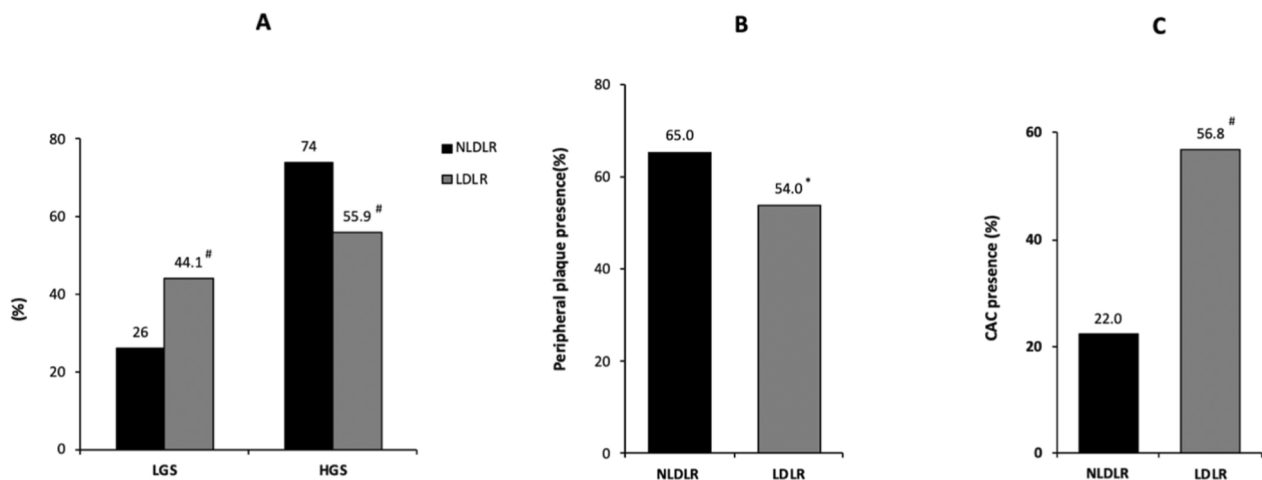 A
80
60
40
20
0
(%)
26
44.1 #
74
55.9 #
LGS
HGS
NLDLR
LDLR
B
Peripheral plaque presence(%)
80
60
40
20
0
65.0
54.0 *
NLDLR
LDLR
C
CAC presence (%)
60
40
20
0
22.0
56.8 #
NLDLR
LDLR